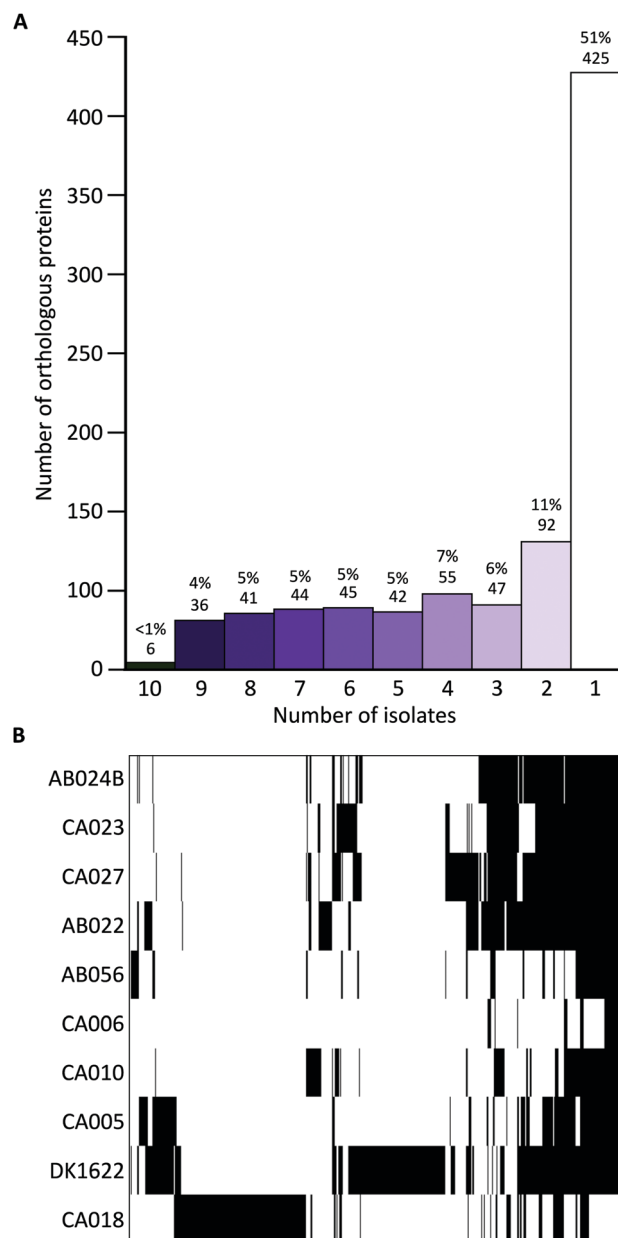 A
Number of orthologous proteins
450
400
350
300
250
200
150
100
0
<1%
6
4%
36
5%
41
5%
44
5%
45
5%
42
7%
55
6%
47
11%
92
51%
425
10 9 8 7 6 5 4 3 2 1
Number of isolates
B
AB024B
CA023
CA027
AB022
AB056
CA006
CA010
CA005
DK1622
CA018